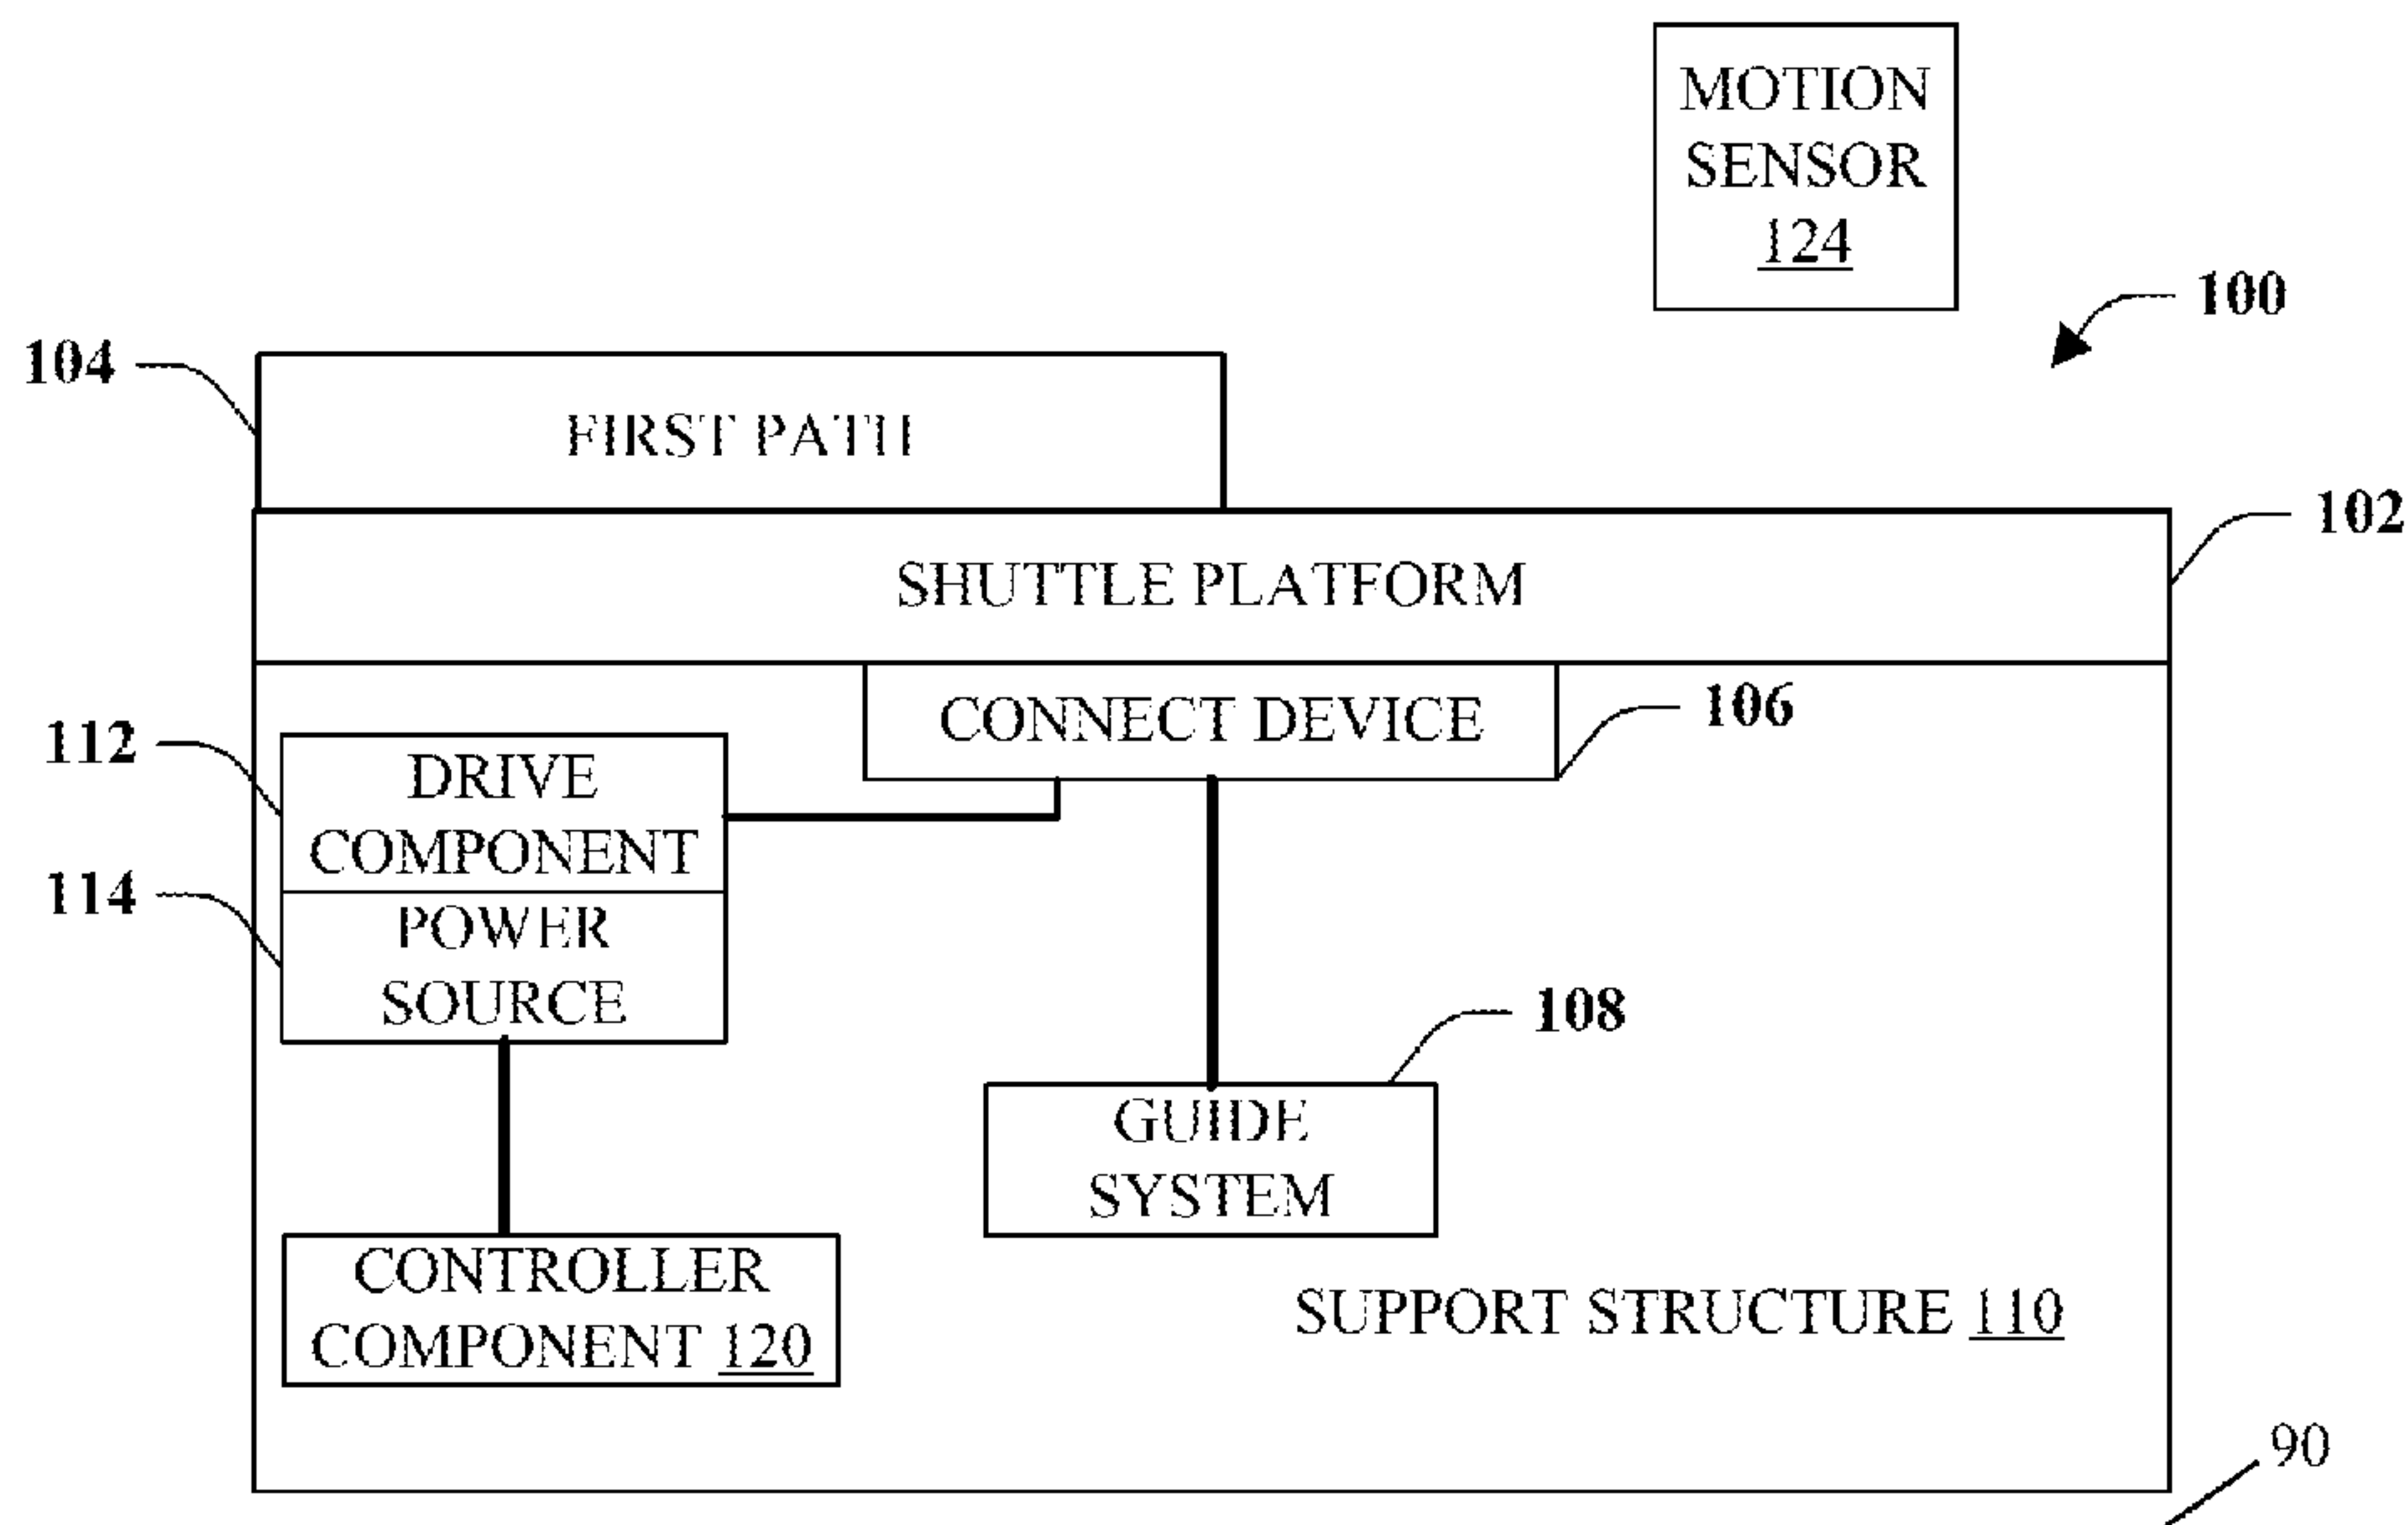 MOTION
SENSOR
124
100
104
FIRST PATH
102
SHUTTLE PLATFORM
CONNECT DEVICE
106
112
DRIVE
COMPONENT
114
POWER
SOURCE
108
GUIDE
SYSTEM
CONTROLLER
COMPONENT 120
SUPPORT STRUCTURE 110
90